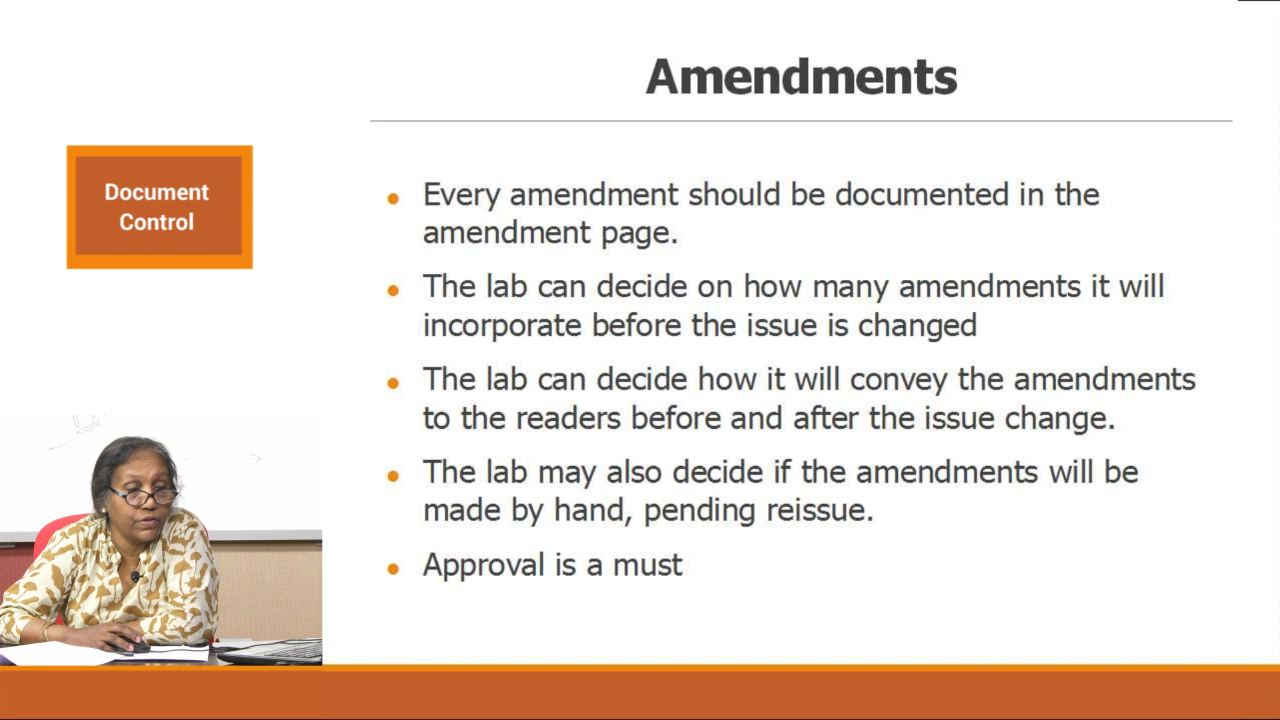 Amendments
Document
Control
• Every amendment should be documented in the
amendment page.
• The lab can decide on how many amendments it will
incorporate before the issue is changed
• The lab can decide how it will convey the amendments
to the readers before and after the issue change.
• The lab may also decide if the amendments will be
made by hand, pending reissue.
• Approval is a must